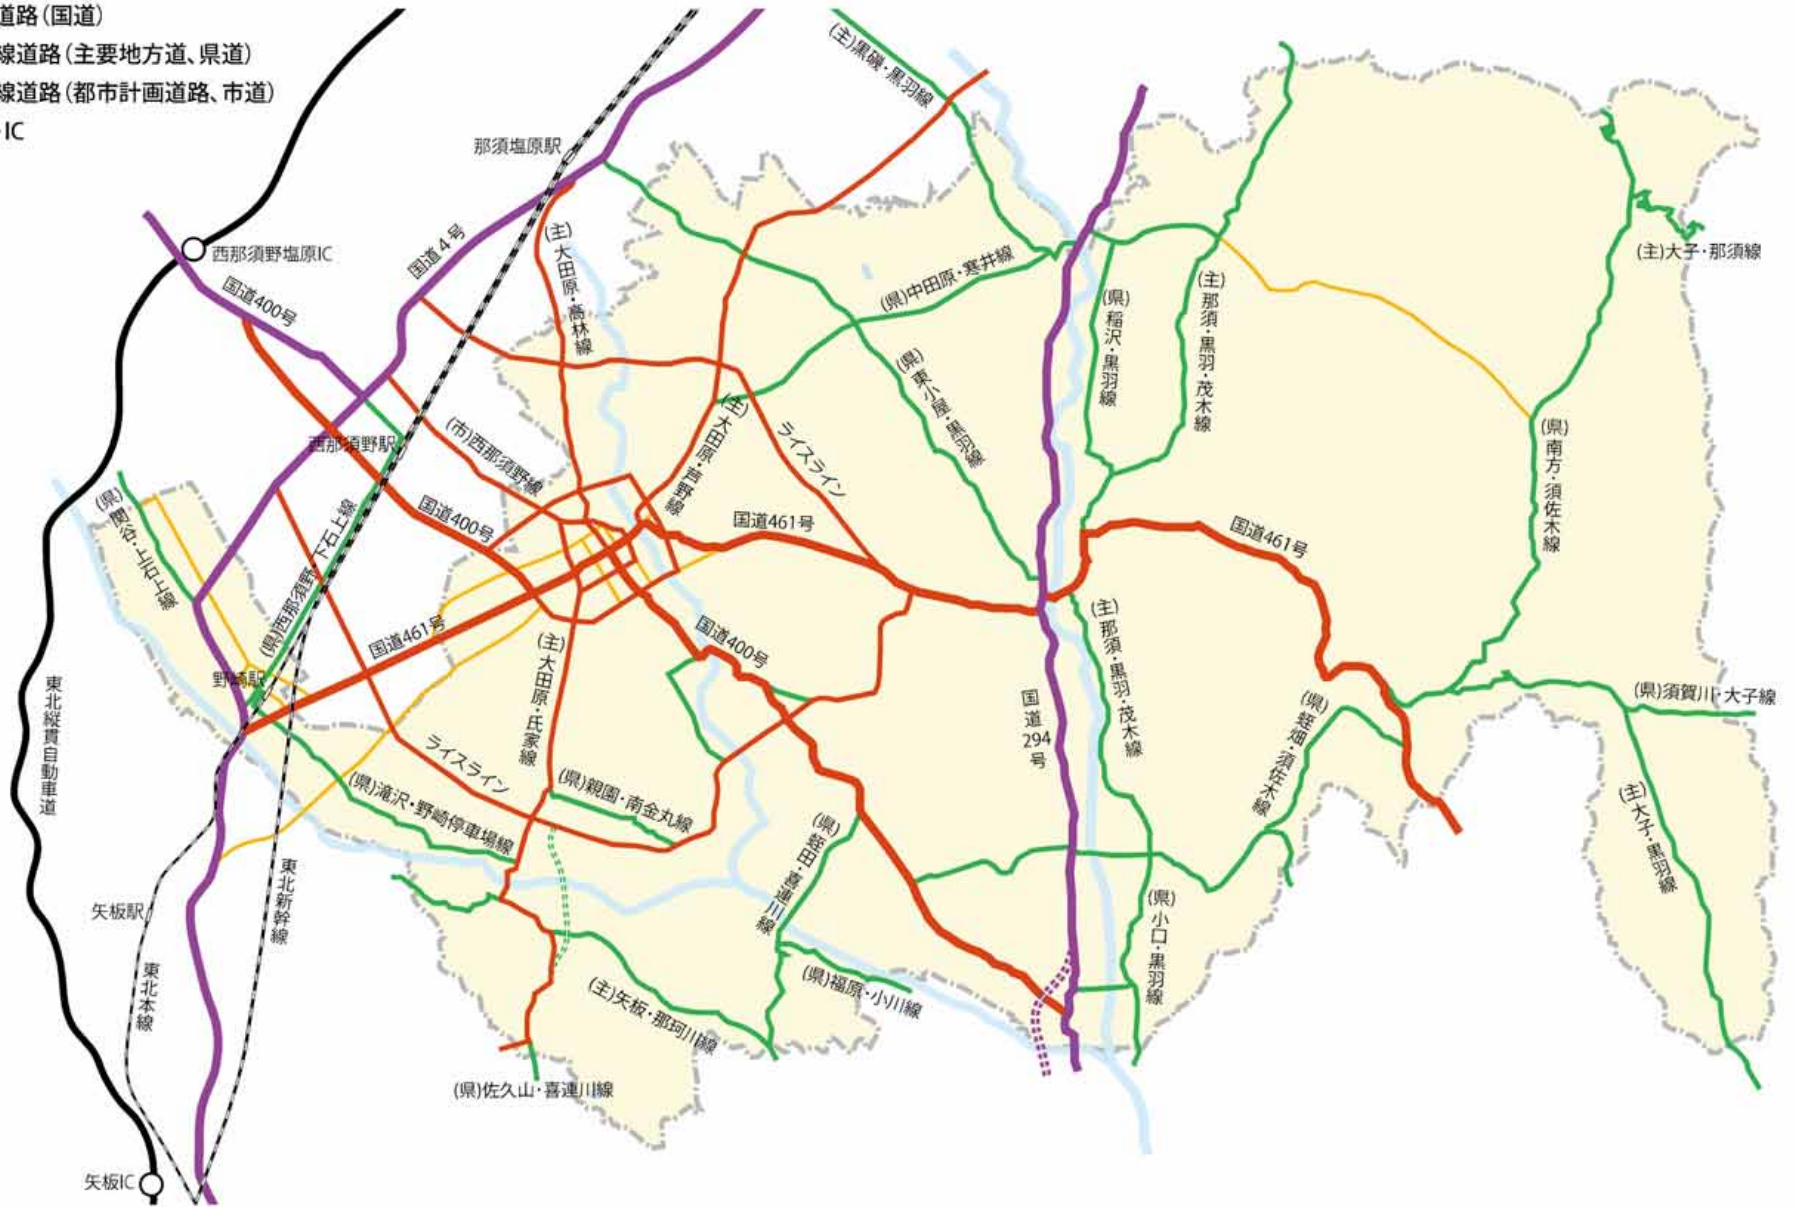 道路（国道）
線道路（主要地方道、県道）
線道路（都市計画道路、市道）
IC
(主)黒磯・黒羽線
那須塩原駅
西那須野塩原IC
国道4号
(主)大田原・高林線
(主)大子・那須線
国道400号
(県)中田原・寒井線
(県)稲沢・黒羽線
(主)那須・黒羽・茂木線
(県)東小屋・黒羽線
(主)大田原・芦野線
ライスライン
西那須野駅
(市)西那須野線
(県)南方・須佐木線
(県)関谷・上石上線
国道400号
国道461号
国道461号
(県)西那須野・下石上線
国道461号
国道400号
(主)大田原・氏家線
(主)那須・黒羽・茂木線
野崎駅
東北縦貫自動車道
国道294号
(県)蛭畑・須佐木線
(県)須賀川・大子線
ライスライン
(県)滝沢・野崎停車場線
(県)親園・南金丸線
(県)蛭田・喜連川線
(主)大子・黒羽線
東北新幹線
矢板駅
(県)小口・黒羽線
東北本線
(主)矢板・那珂川線
(県)福原・小川線
(県)佐久山・喜連川線
矢板IC